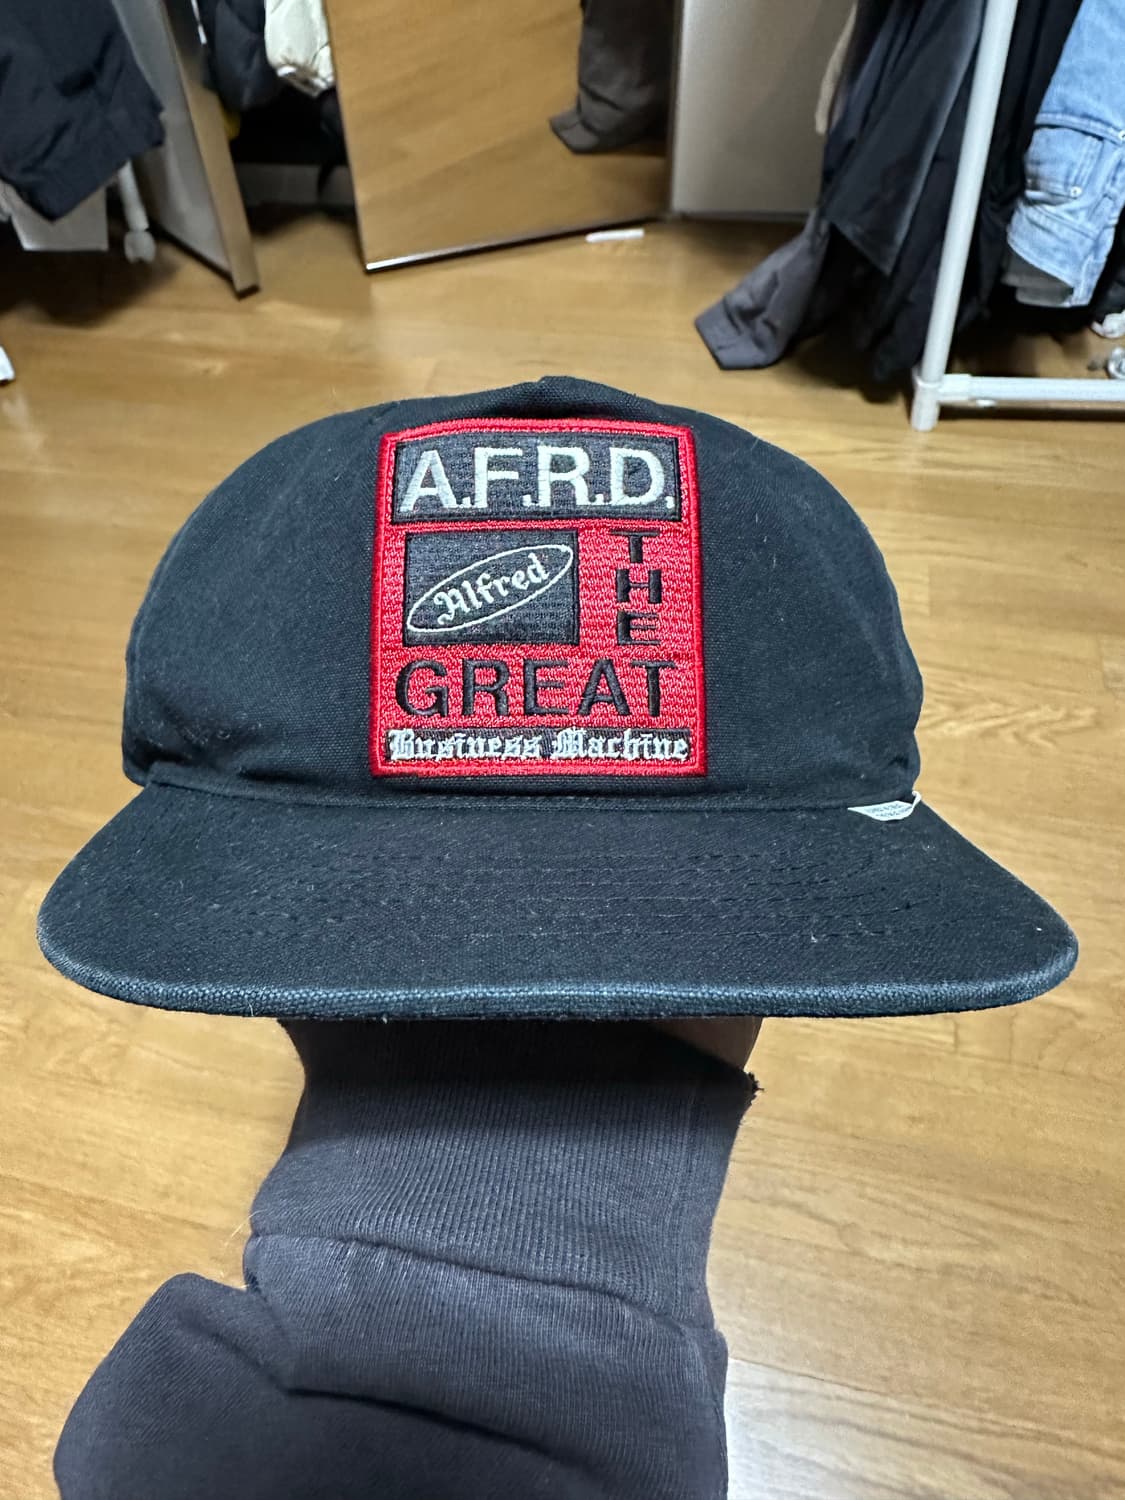 A.F.R.D.
Alfred
THE
GREAT
Business Machine